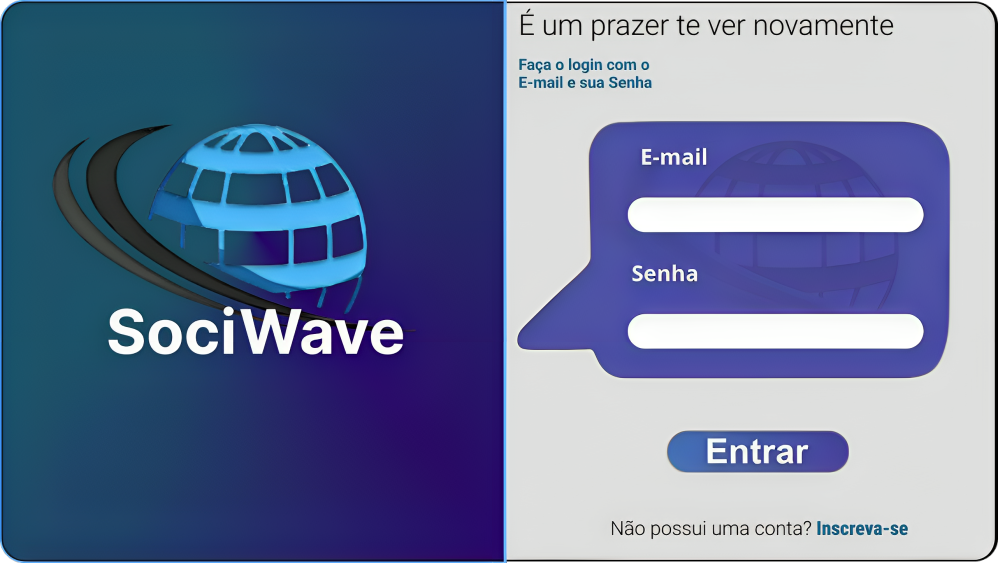 SociWave
É um prazer te ver novamente
Faça o login com o
E-mail e sua Senha
E-mail
Senha
Entrar
Não possui uma conta? Inscreva-se